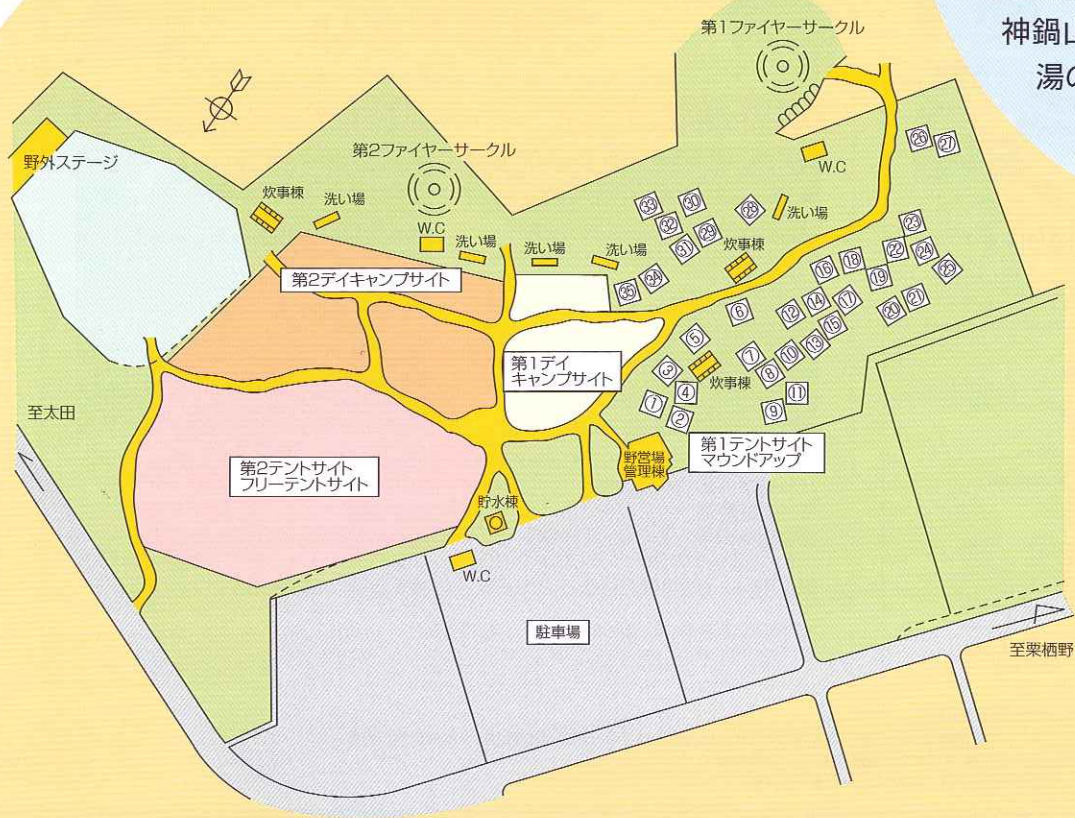 神鍋山
湯の
第1ファイヤーサークル
W.C
野外ステージ
第2ファイヤーサークル
炊事棟
洗い場
W.C
洗い場
洗い場
洗い場
洗い場
炊事棟
㉖
㉗
㉝
㉚
㉘
㉜
㉙
㉛
㉞
㉟
㉓
㉒
㉔
㉕
⑯
⑱
⑲
⑭
⑰
㉗
⑳
⑫
⑮
⑥
⑬
⑤
⑦
⑩
⑧
③
炊事棟
④
⑪
①
②
⑨
第2デイキャンプサイト
第1デイ
キャンプサイト
第1テントサイト
マウンドアップ
野営場
管理棟
至太田
第2テントサイト
フリーテントサイト
貯水棟
W.C
駐車場
至栗栖野